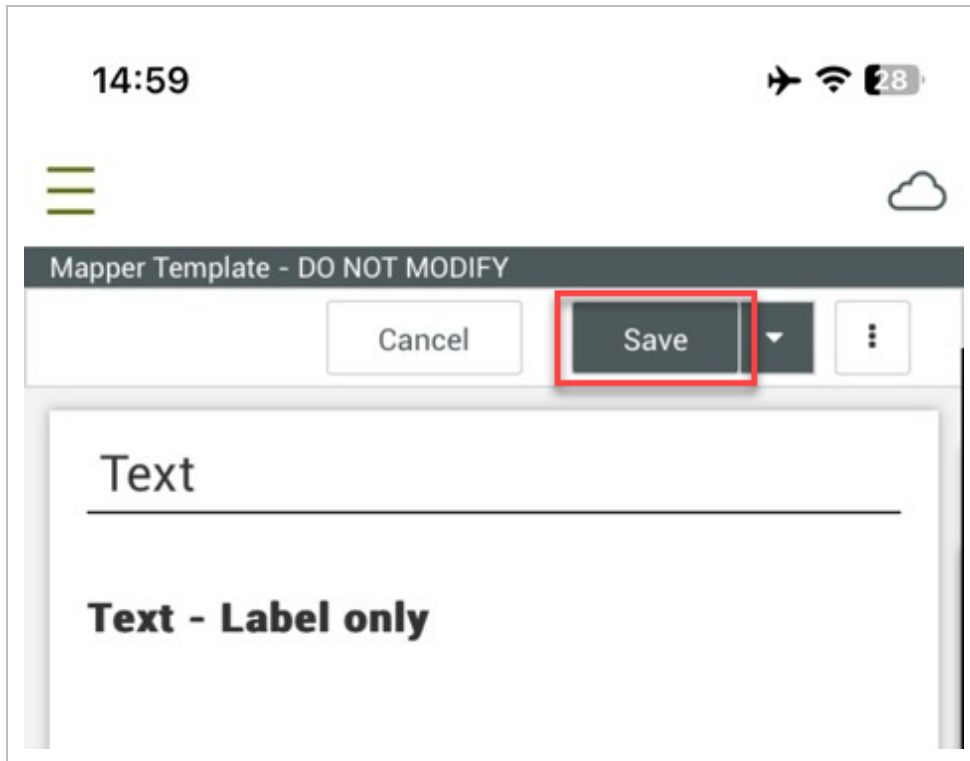 14:59 28
Mapper Template - DO NOT MODIFY
Cancel Save
Text
Text - Label only